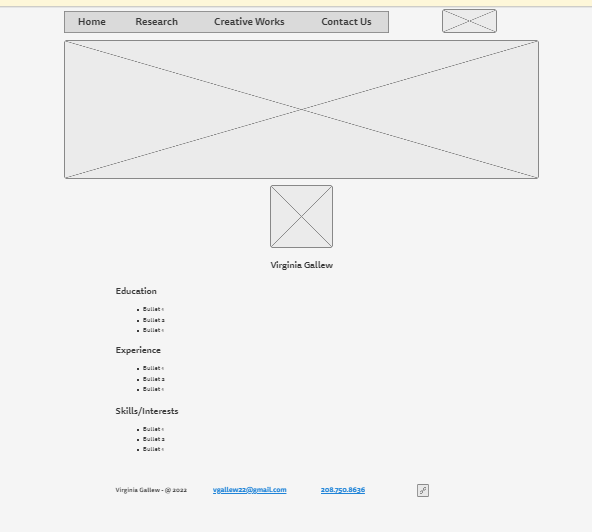 Home Research Creative Works Contact Us
Virginia Gallew
Education
• Bullet 1
• Bullet 2
• Bullet 1
Experience
• Bullet 1
• Bullet 2
• Bullet 1
Skills/Interests
• Bullet 1
• Bullet 2
• Bullet 1
Virginia Gallew - @ 2022 vgallew22@gmail.com 208.750.8636